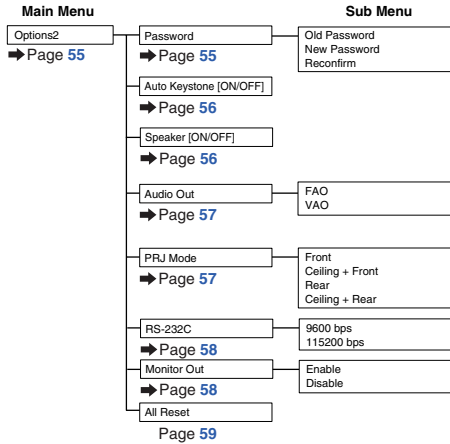 Main Menu
Sub Menu
Options2
➡Page 55
Password
➡Page 55
Old Password
New Password
Reconfirm
Auto Keystone [ON/OFF]
➡Page 56
Speaker [ON/OFF]
➡Page 56
Audio Out
➡Page 57
FAO
VAO
PRJ Mode
➡Page 57
Front
Ceiling + Front
Rear
Ceiling + Rear
RS-232C
➡Page 58
9600 bps
115200 bps
Monitor Out
➡Page 58
Enable
Disable
All Reset
Page 59